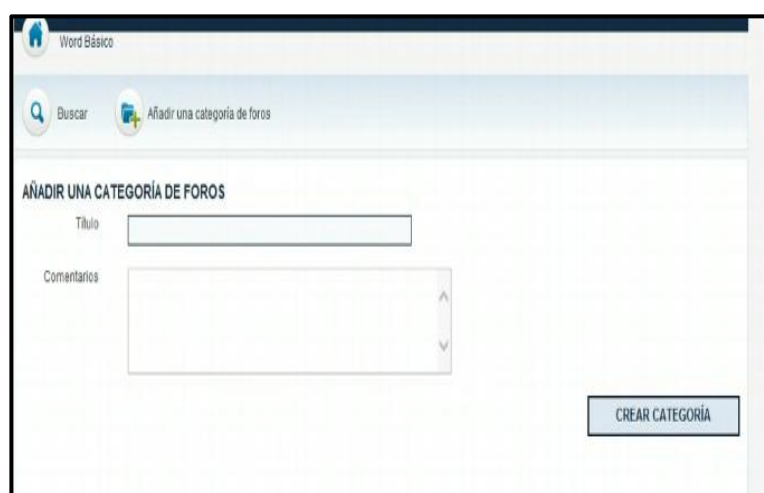 Word Básico
Buscar
Añadir una categoría de foros
AÑADIR UNA CATEGORÍA DE FOROS
Título
Comentarios
CREAR CATEGORÍA